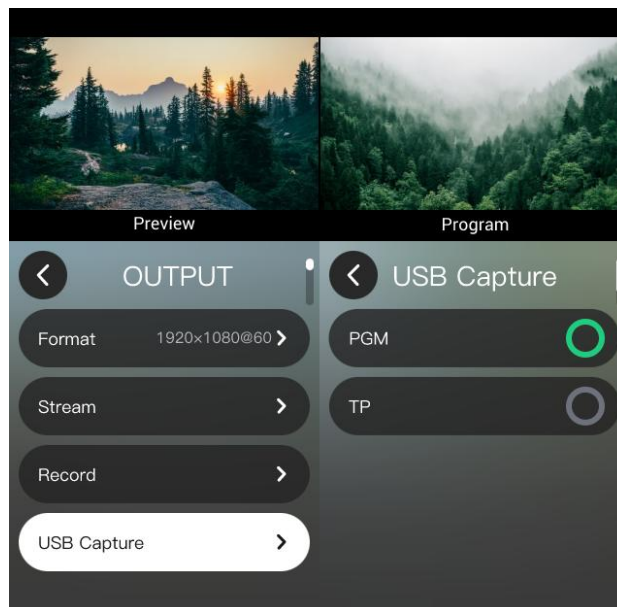 Preview
Program
OUTPUT
Format 1920×1080@60
Stream
Record
USB Capture
USB Capture
PGM
TP